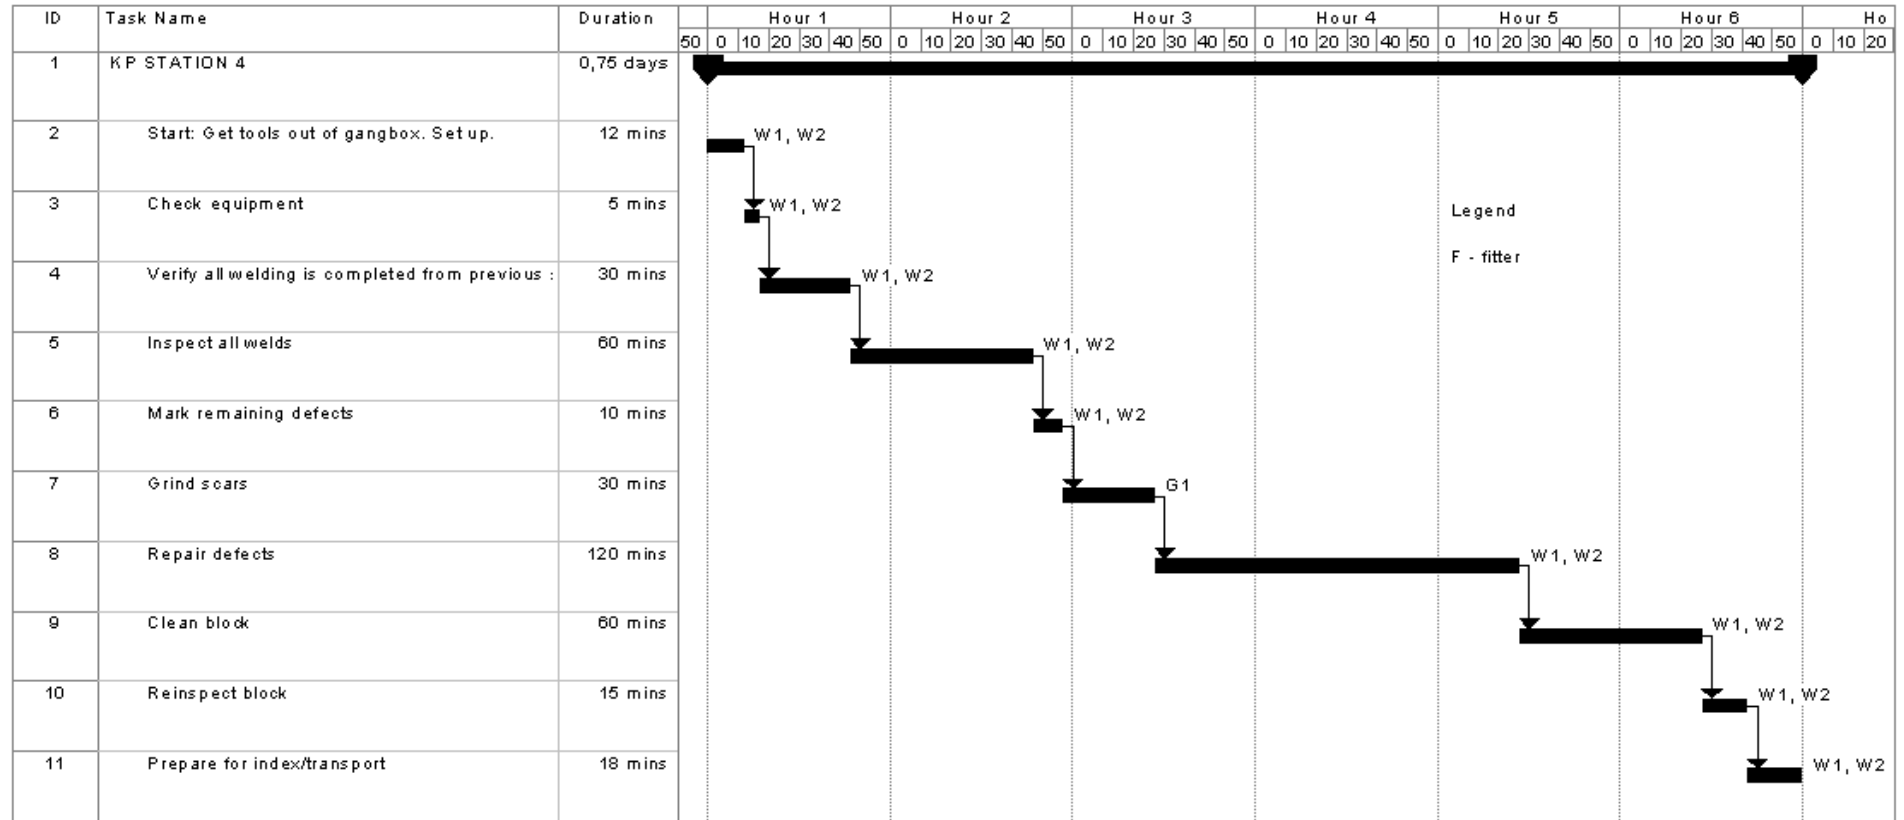 ID Task Name Duration Hour 1 Hour 2 Hour 3 Hour 4 Hour 5 Hour 6 Ho
50 0 10 20 30 40 50 0 10 20 30 40 50 0 10 20 30 40 50 0 10 20 30 40 50 0 10 20 30 40 50 0 10 20 30 40 50 0 10 20
1 KP STATION 4 0,75 days
2 Start: Get tools out of gangbox. Set up. 12 mins W1, W2
3 Check equipment 5 mins W1, W2
Legend
4 Verify all welding is completed from previous : 30 mins W1, W2
F - fitter
5 Inspect all welds 60 mins W1, W2
6 Mark remaining defects 10 mins W1, W2
7 Grind scars 30 mins G1
8 Repair defects 120 mins W1, W2
9 Clean block 60 mins W1, W2
10 Reinspect block 15 mins W1, W2
11 Prepare for index/transport 18 mins W1, W2